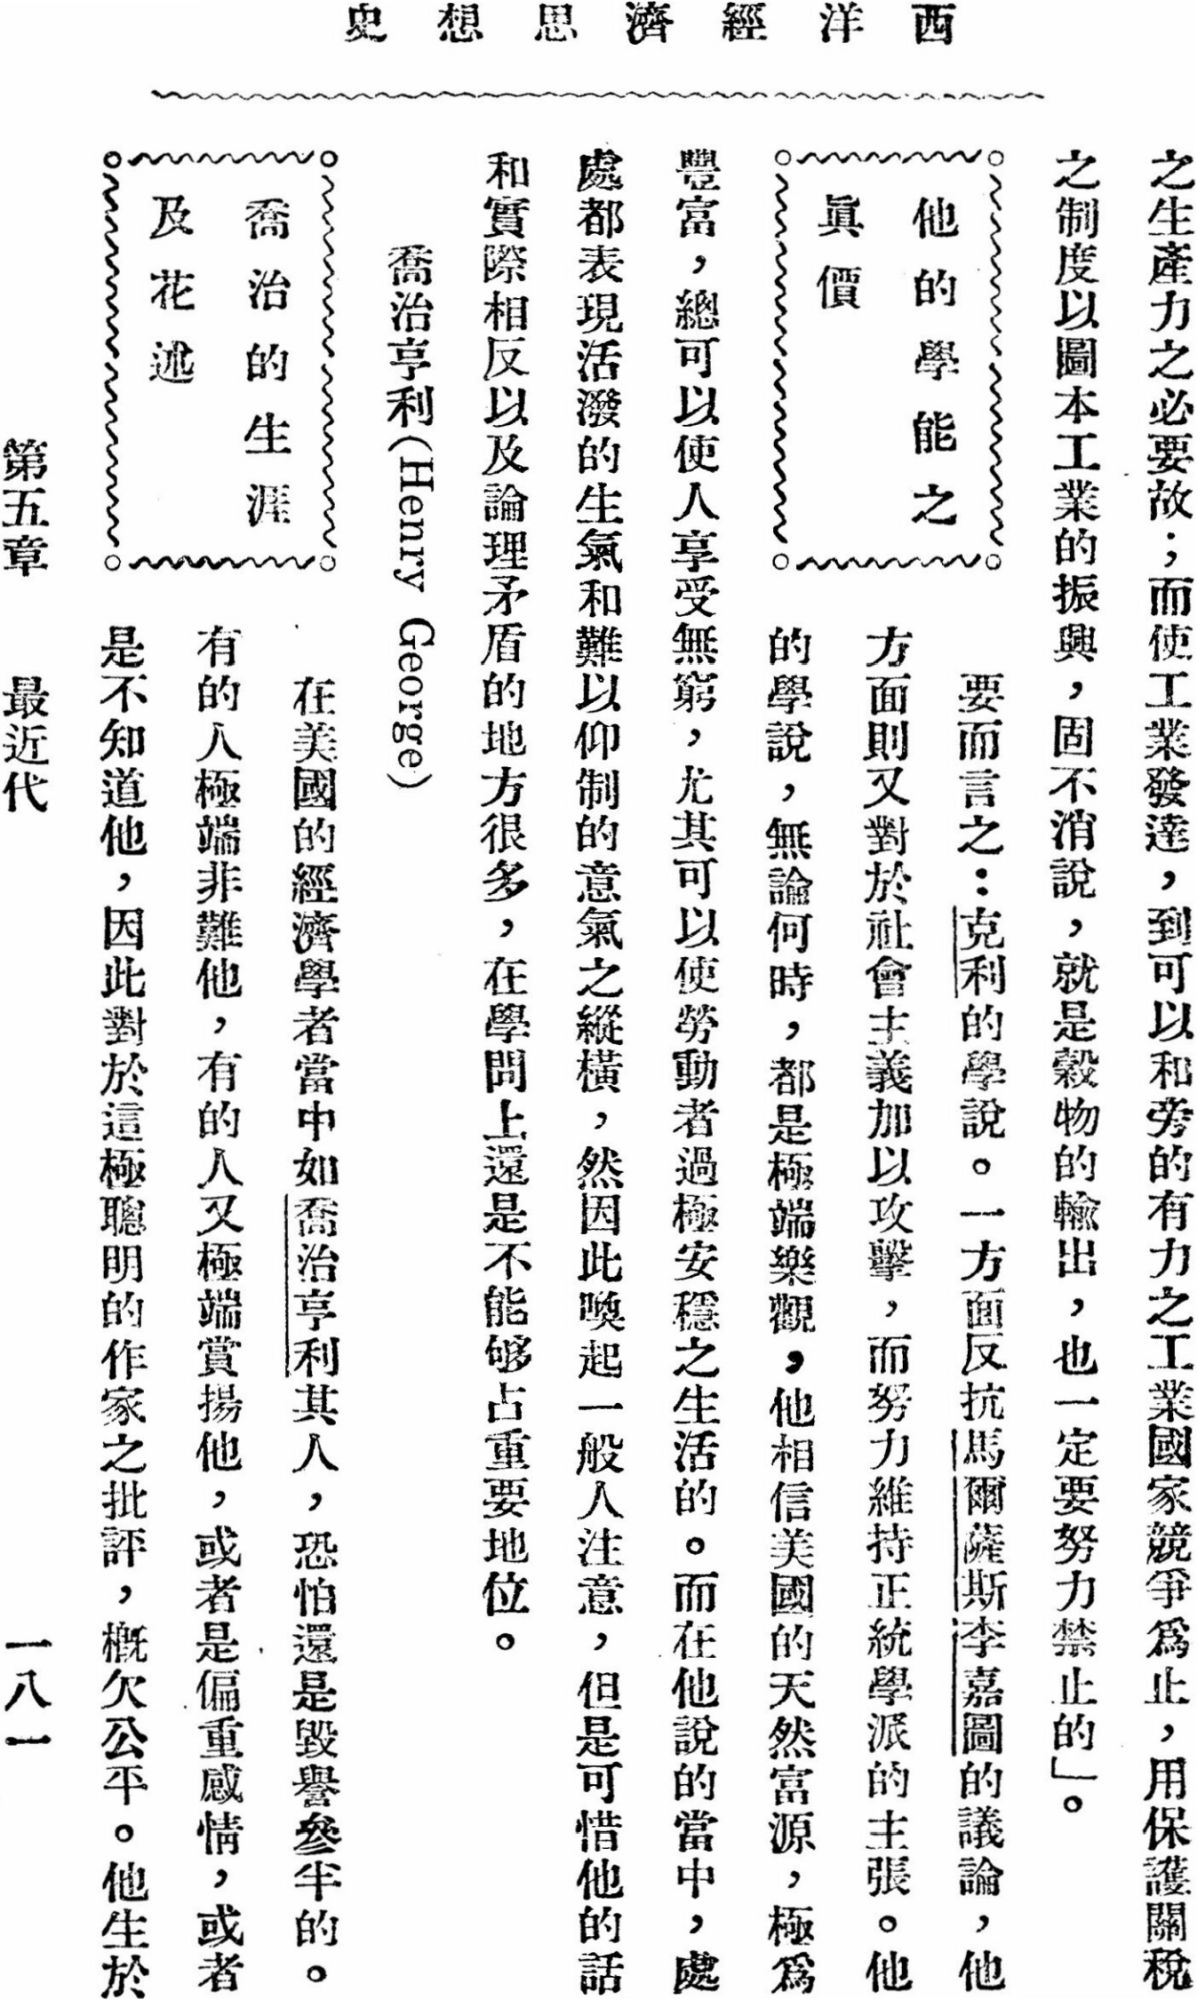 西洋經濟思想史
之生產力之必要故；而使工業發達，到可以和旁的有力之工業國家競爭爲止，用保護關稅
之制度以圖本工業的振興，固不消說，就是穀物的輸出，也一定要努力禁止的」。
他的學能之
眞價
要而言之：克利的學說。一方面反抗馬爾薩斯李嘉圖的議論，他
方面則又對於社會主義加以攻擊，而努力維持正統學派的主張。他
的學說，無論何時，都是極端樂觀，他相信美國的天然富源，極爲
豐富，總可以使人享受無窮，尤其可以使勞動者過極安穩之生活的。而在他說的當中，處
處都表現活潑的生氣和難以仰制的意氣之縱橫，然因此喚起一般人注意，但是可惜他的話
和實際相反以及論理矛盾的地方很多，在學問上還是不能够占重要地位。
喬治亨利(Henry George)
喬治的生涯
及花述
在美國的經濟學者當中如喬治亨利其人，恐怕還是毀譽參半的。
有的人極端非難他，有的人又極端賞揚他，或者是偏重感情，或者
是不知道他，因此對於這極聰明的作家之批評，槪欠公平。他生於
第五章　最近代　一八一